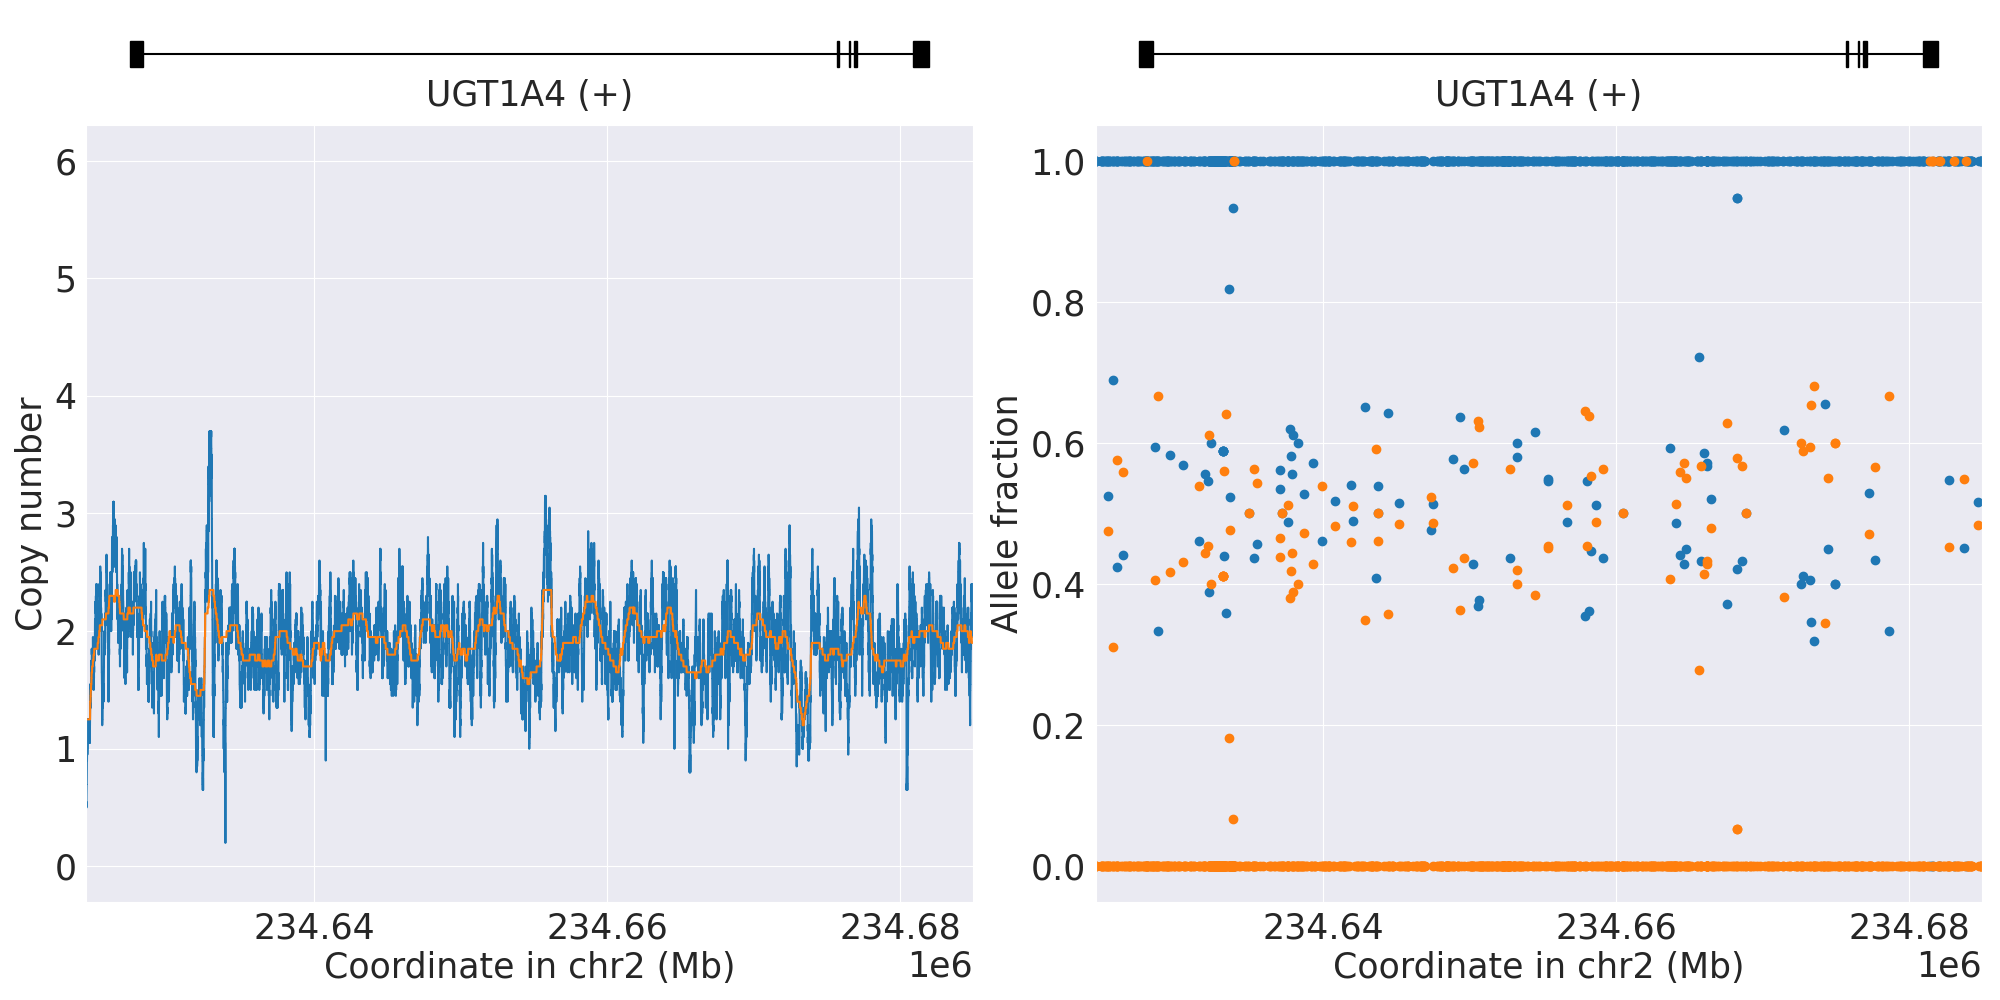 UGT1A4 (+)
6
5
4
3
2
1
0
Copy number
234.64 234.66 234.68
1e6
Coordinate in chr2 (Mb)
UGT1A4 (+)
1.0
0.8
0.6
0.4
0.2
0.0
Allele fraction
234.64 234.66 234.68
1e6
Coordinate in chr2 (Mb)